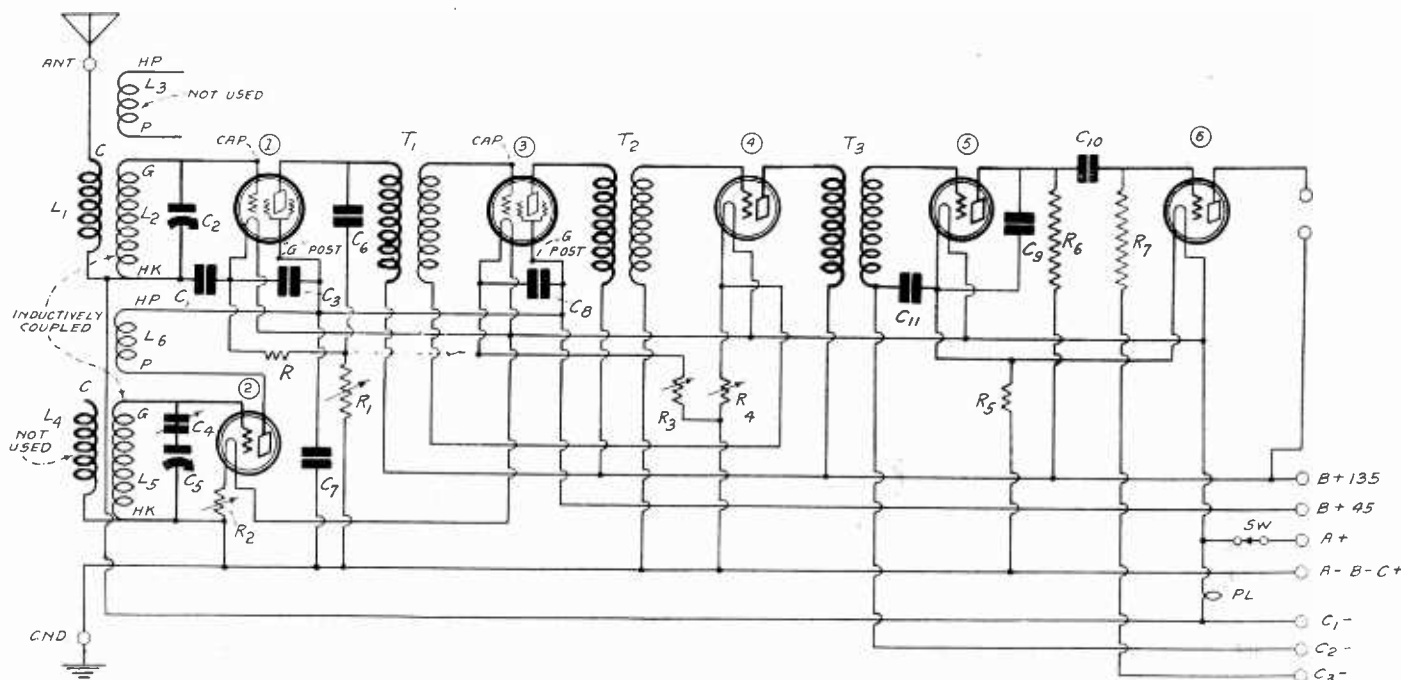 ANT
HP
L3
NOT USED
P
C
G
CAP
1
T1
CAP
3
T2
4
T3
5
C10
6
L1
L2
C2
HK
C1
G POST
C3
C6
G POST
C8
C9
R6
R7
C11
INDUCTIVELY
COUPLED
HP
L6
P
R
R1
R3
R4
R5
C
L4
NOT
USED
G
2
C4
C5
L5
HK
R2
C7
B+135
B+45
SW
A+
A-B-C+
PL
C1-
C2-
C3-
GND